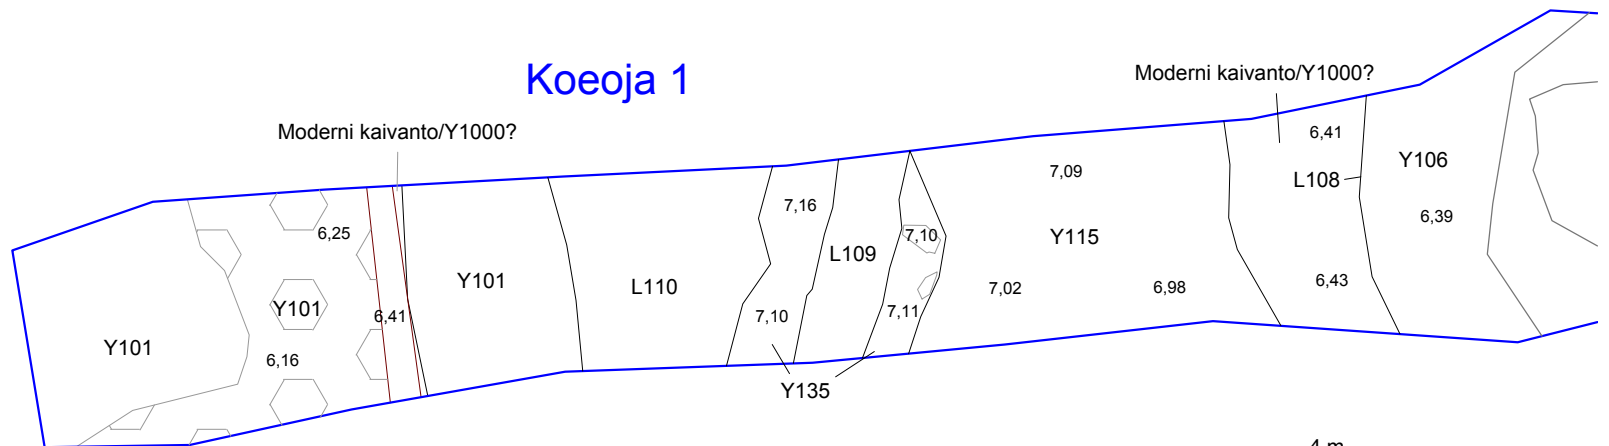 Koeoja 1
Moderni kaivanto/Y1000?
Moderni kaivanto/Y1000?
6,41
Y106
7,09
L108
7,16
6,39
6,25
7,10
Y115
L109
Y101
L110
6,43
7,02
6,98
Y101
7,11
6,41
7,10
Y101
6,16
Y135
4 m